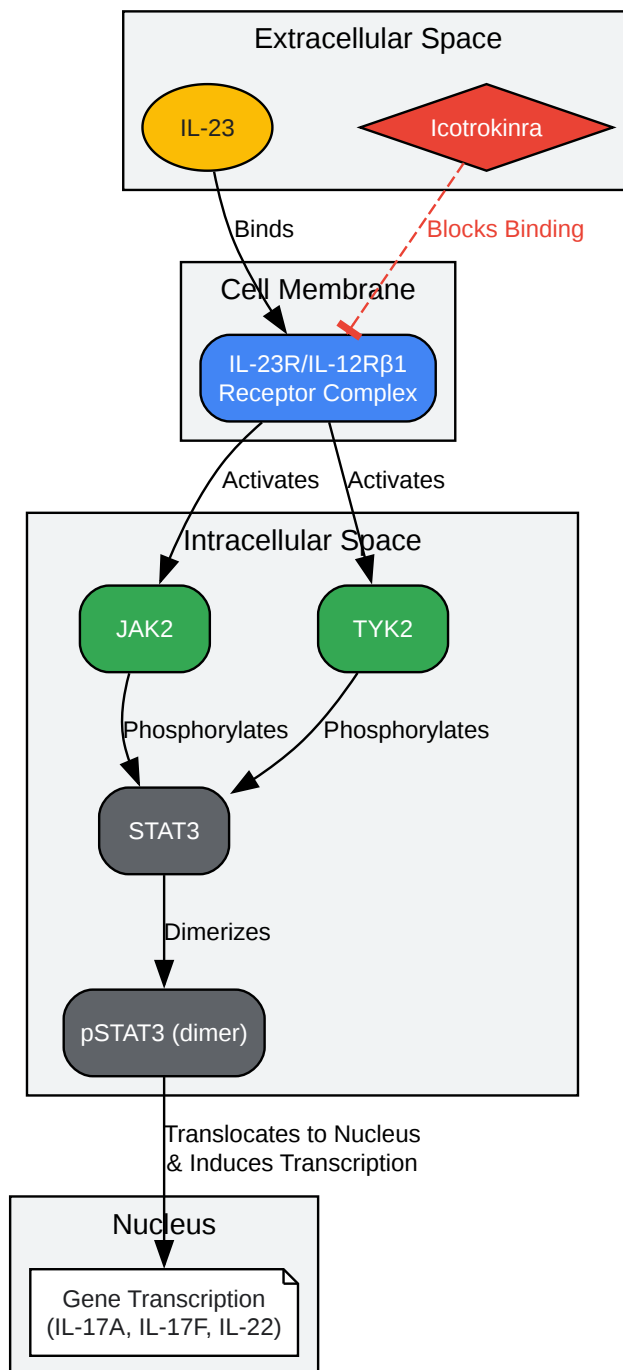 Extracellular Space
IL-23
Icotrokinra
Binds
Blocks Binding
Cell Membrane
IL-23R/IL-12Rβ1
Receptor Complex
Activates
Activates
Intracellular Space
JAK2
TYK2
Phosphorylates
Phosphorylates
STAT3
Dimerizes
pSTAT3 (dimer)
Translocates to Nucleus
& Induces Transcription
Nucleus
Gene Transcription
(IL-17A, IL-17F, IL-22)